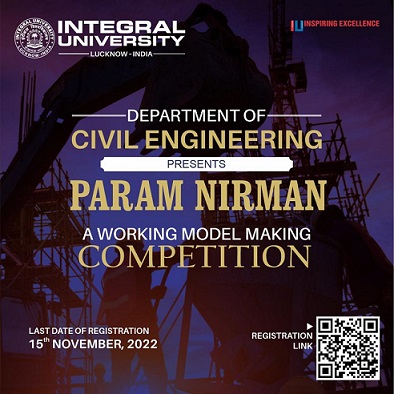 INTEGRAL
UNIVERSITY
LUCKNOW - INDIA
INSPIRING EXCELLENCE
DEPARTMENT OF
CIVIL ENGINEERING
PRESENTS
PARAM NIRMAN
A WORKING MODEL MAKING
COMPETITION
LAST DATE OF REGISTRATION
15th NOVEMBER, 2022
REGISTRATION
LINK